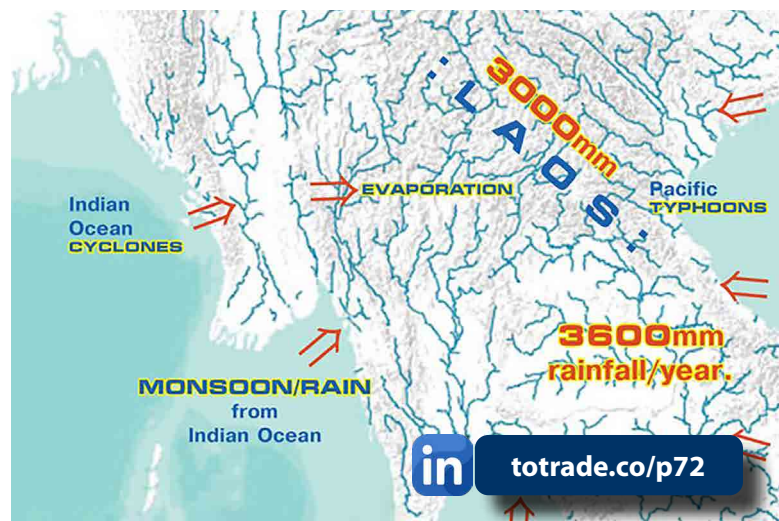 3000mm
∴LAOS∴
EVAPORATION
Indian
Ocean
CYCLONES
Pacific
TYPHOONS
3600mm
rainfall/year.
MONSOON/RAIN
from
Indian Ocean
in
totrade.co/p72